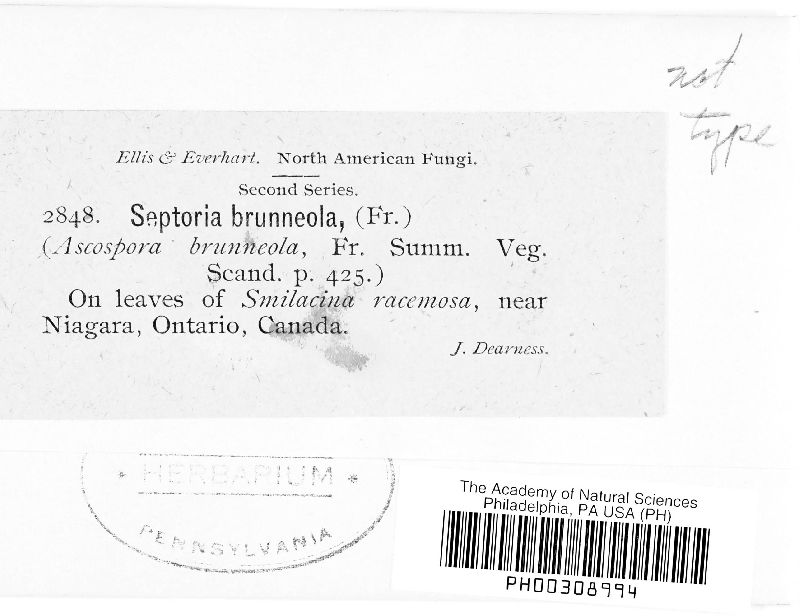 not
type
Ellis & Everhart. North American Fungi.
Second Series.
2848. Septoria brunneola, (Fr.)
(Ascospora brunneola, Fr. Summ. Veg.
Scand. p. 425.)
On leaves of Smilacina racemosa, near
Niagara, Ontario, Canada.
J. Dearness.
* HERBARIUM *
PENNSYLVANIA
The Academy of Natural Sciences
Philadelphia, PA USA (PH)
PH00308994